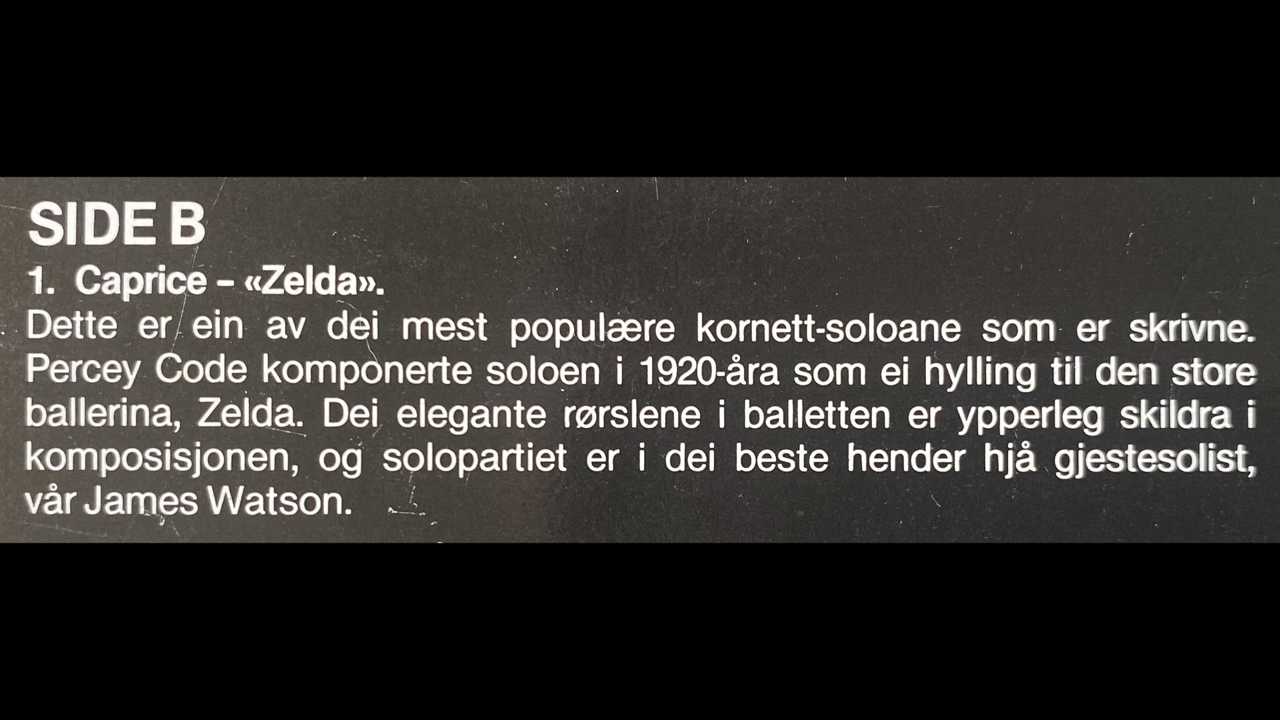 SIDE B
1. Caprice – «Zelda».
Dette er ein av dei mest populære kornett-soloane som er skrivne.
Percey Code komponerte soloen i 1920-åra som ei hylling til den store
ballerina, Zelda. Dei elegante rørslene i balletten er ypperleg skildra i
komposisjonen, og solopartiet er i dei beste hender hjå gjestesolist,
vår James Watson.